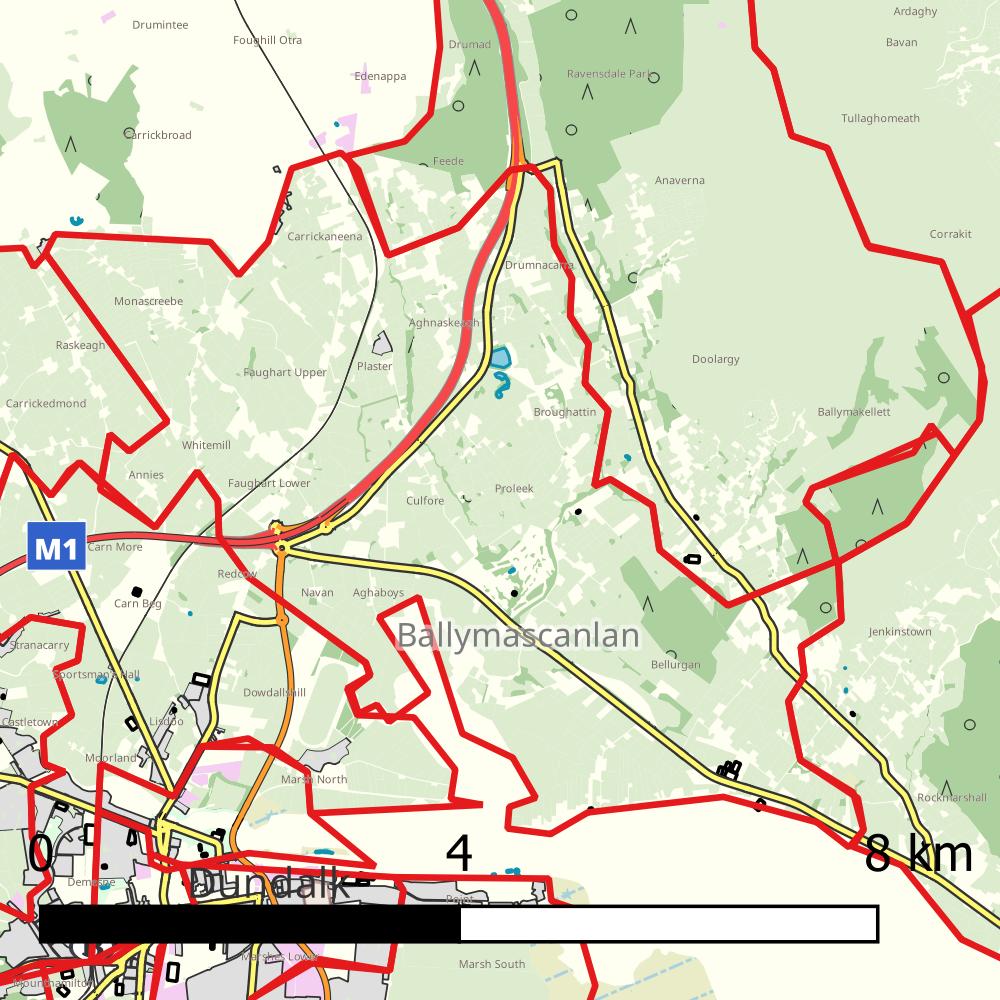 Ardaghy
Drumintee
Foughill Otra
Drumad
Bavan
Edenappa
Ravensdale Park
Tullaghomeath
Carrickbroad
Feede
Anaverna
Carrickaneena
Corrakit
Drumnacarra
Monascreebe
Aghnaskeagh
Raskeagh
Plaster
Doolargy
Faughart Upper
Carrickedmond
Broughattin
Ballymakellett
Whitemill
Annies
Faughart Lower
Proleek
Culfore
M1
Carn More
Redcow
Navan
Aghaboys
Carn Beg
Ballymascanlan
Jenkinstown
Stranacarry
Bellurgan
Sportsman's Hall
Dowdallshill
Castletown
Lisdoo
Moorland
Marsh North
Rockmarshall
0 4 8 km
Demesne
Dundalk
Point
Marshes Lower
Marsh South
Mounthamilton